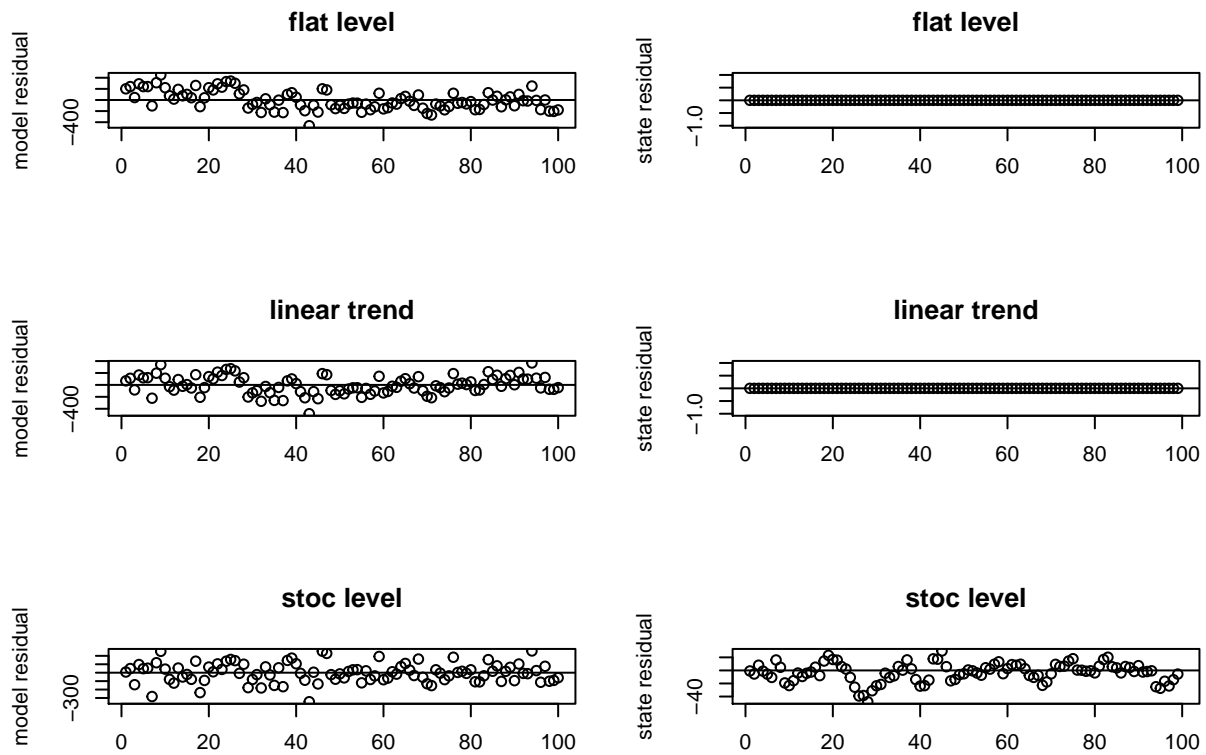 flat level
model residual
−400
0 20 40 60 80 100
flat level
state residual
−1.0
0 20 40 60 80 100
linear trend
model residual
−400
0 20 40 60 80 100
linear trend
state residual
−1.0
0 20 40 60 80 100
stoc level
model residual
−300
0 20 40 60 80 100
stoc level
state residual
−40
0 20 40 60 80 100